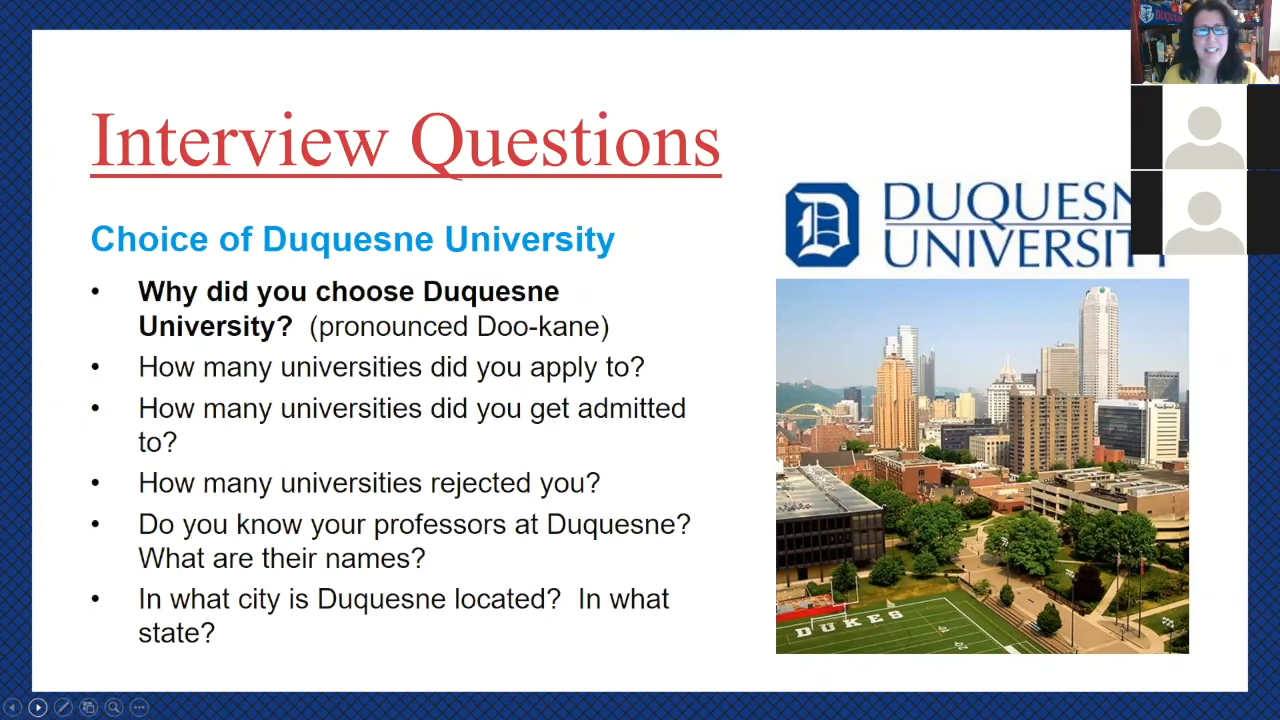 Interview Questions
Choice of Duquesne University
• Why did you choose Duquesne
University? (pronounced Doo-kane)
• How many universities did you apply to?
• How many universities did you get admitted
to?
• How many universities rejected you?
• Do you know your professors at Duquesne?
What are their names?
• In what city is Duquesne located? In what
state?
D
DUQUESN
UNIVERSIT
DUKES